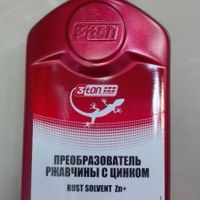 3ton
3ton
ПРЕОБРАЗОВАТЕЛЬ
РЖАВЧИНЫ С ЦИНКОМ
RUST SOLVENT Zn+